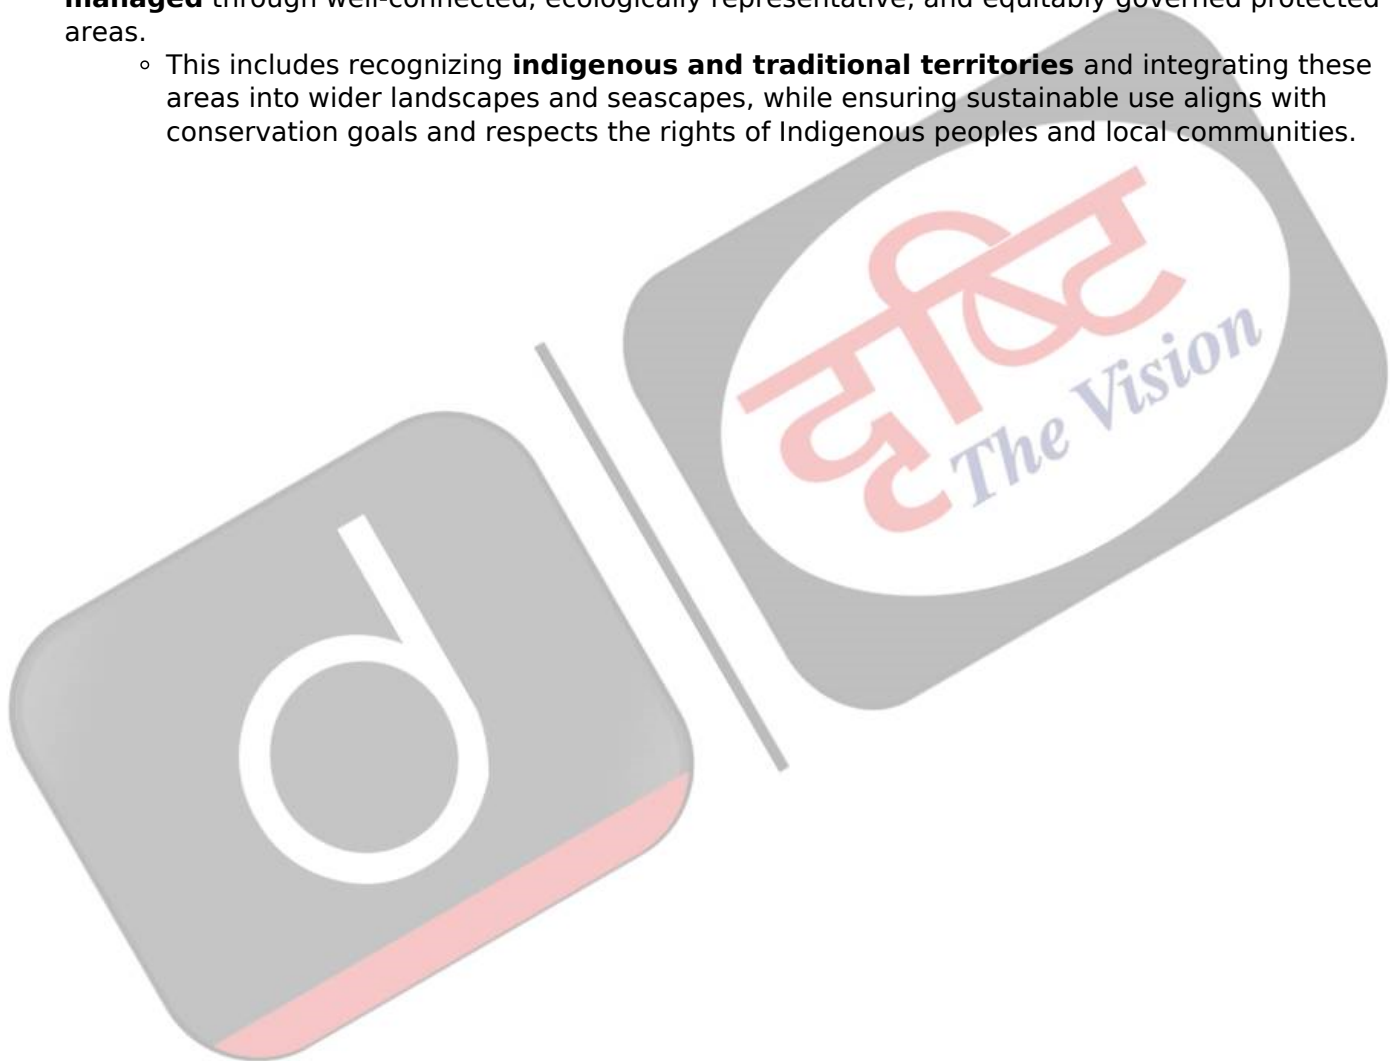 managed through well-connected, ecologically representative, and equitably governed protected
areas.
◦ This includes recognizing indigenous and traditional territories and integrating these
areas into wider landscapes and seascapes, while ensuring sustainable use aligns with
conservation goals and respects the rights of Indigenous peoples and local communities.
दृष्टि
The Vision
d